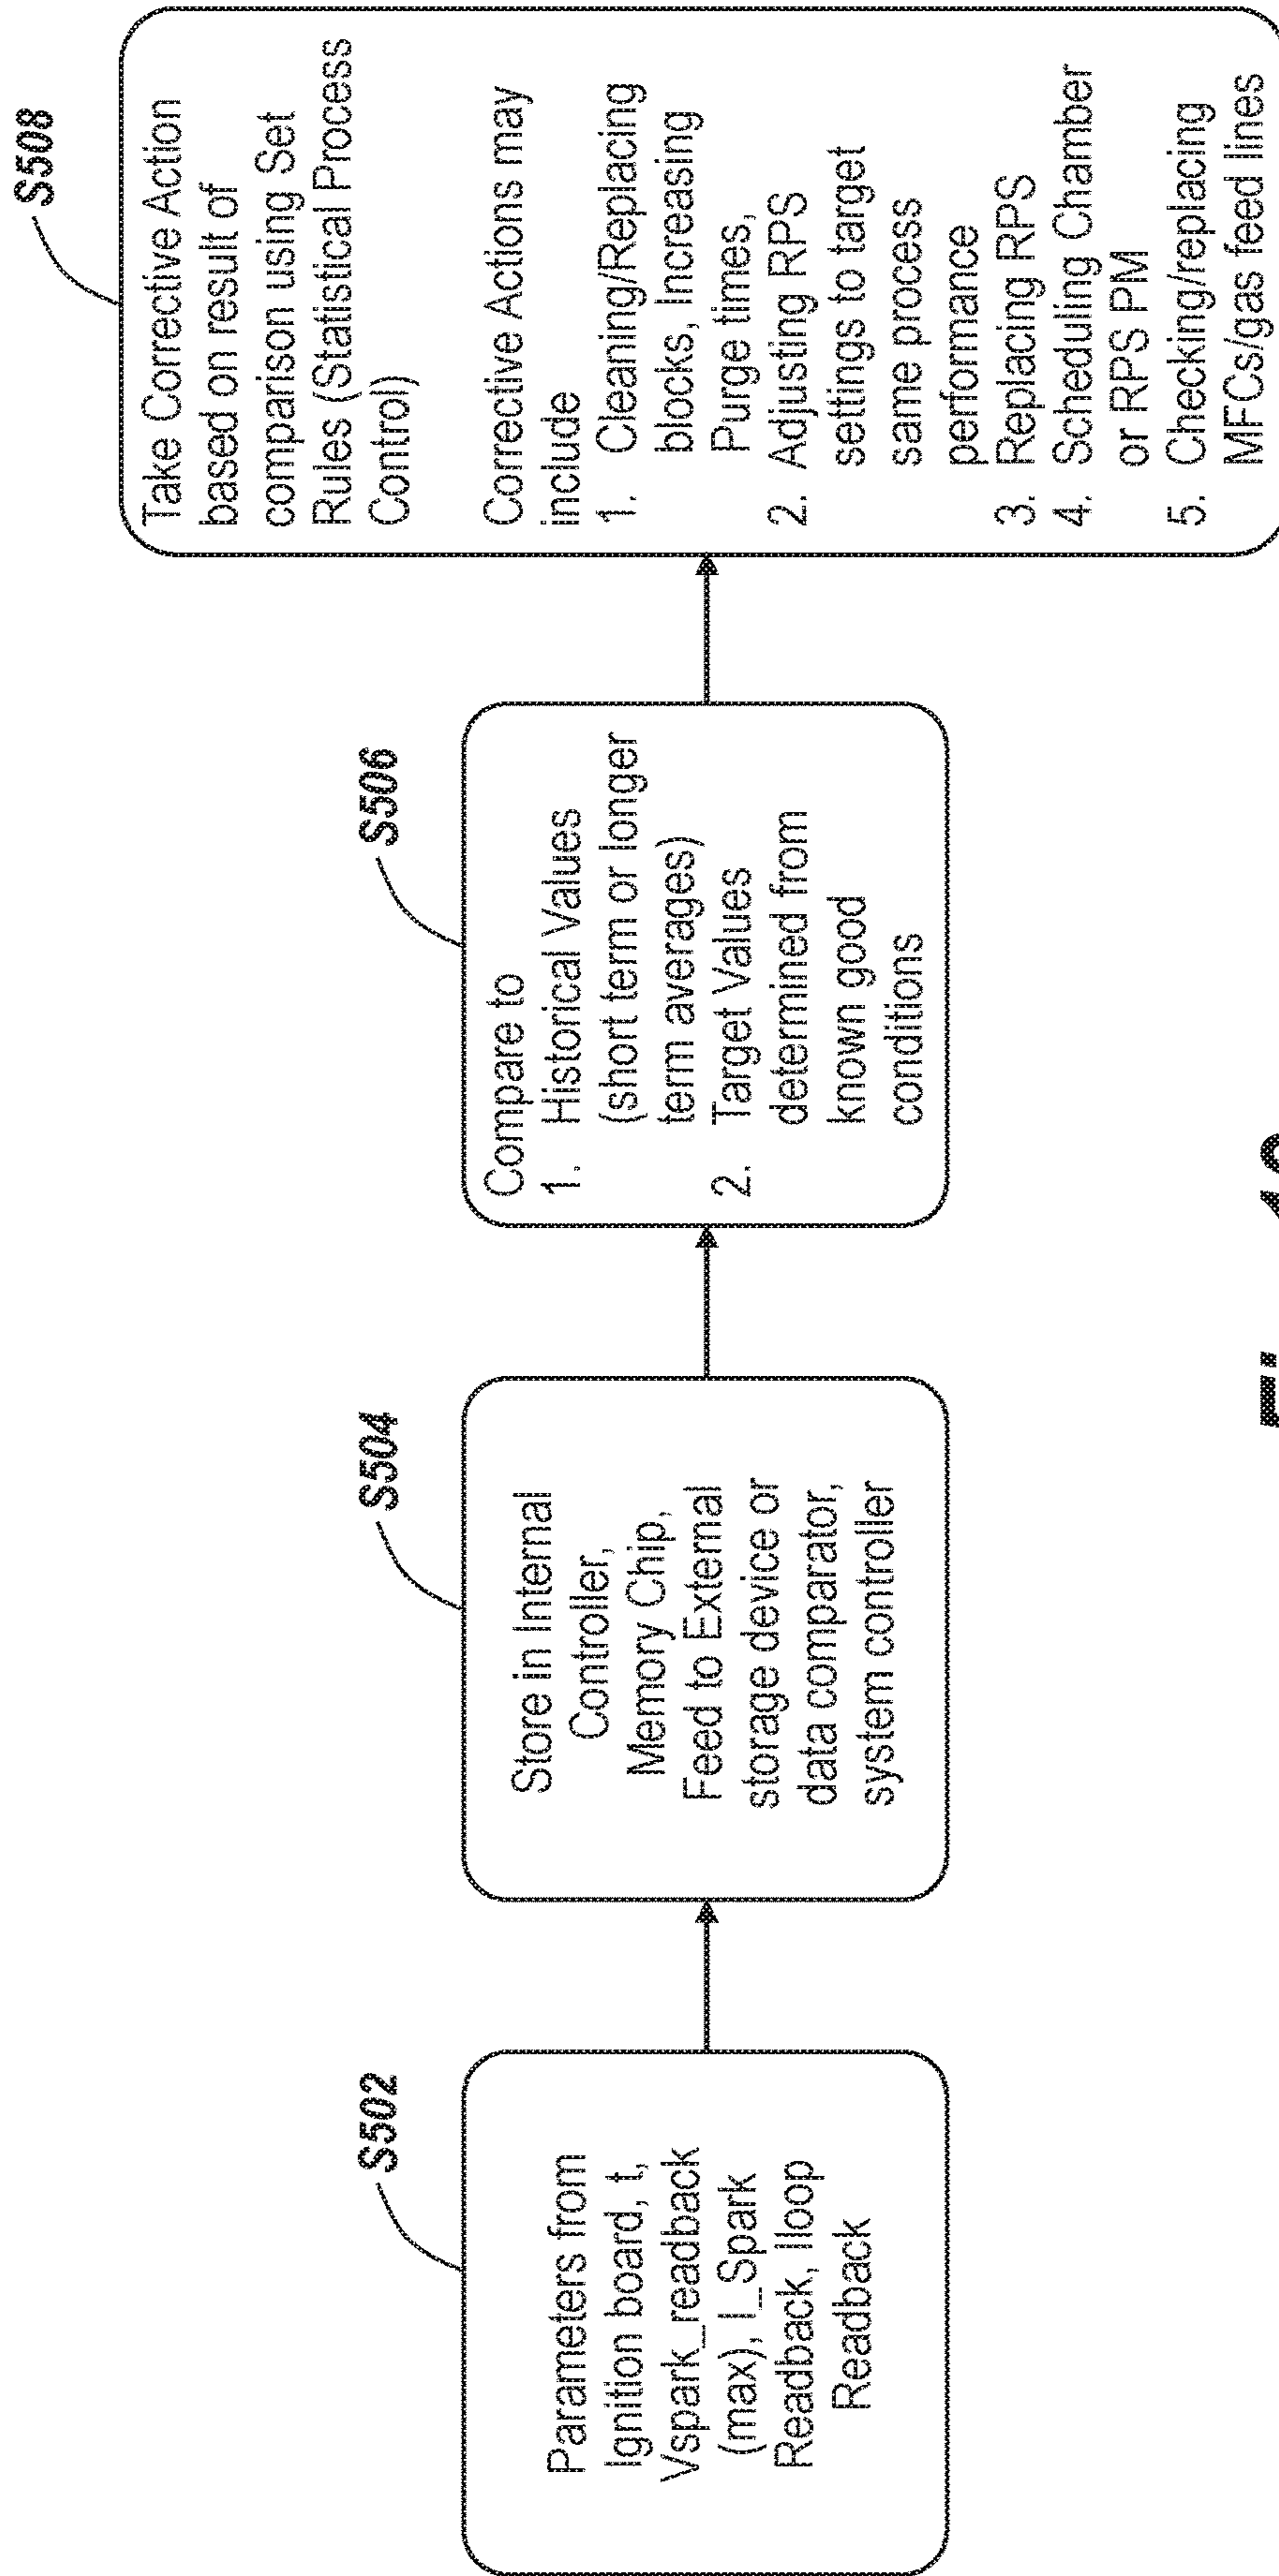 S502
Parameters from
Ignition board, t,
Vspark_readback
(max), I_Spark
Readback, Iloop
Readback
S504
Store in Internal
Controller,
Memory Chip,
Feed to External
storage device or
data comparator,
system controller
S506
Compare to
1. Historical Values
(short term or longer
term averages)
2. Target Values
determined from
known good
conditions
S508
Take Corrective Action
based on result of
comparison using Set
Rules (Statistical Process
Control)
Corrective Actions may
include
1. Cleaning/Replacing
blocks, Increasing
Purge times,
2. Adjusting RPS
settings to target
same process
performance
3. Replacing RPS
4. Scheduling Chamber
or RPS PM
5. Checking/replacing
MFCs/gas feed lines